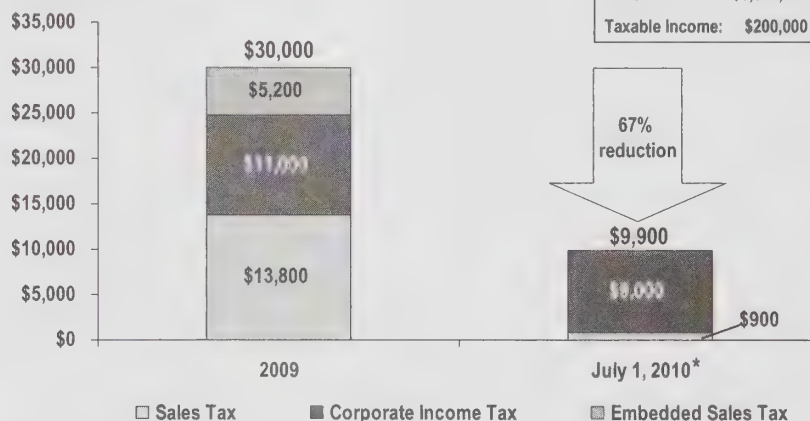 $35,000
$30,000
$25,000
$20,000
$15,000
$10,000
$5,000
$0
$30,000
$5,200
$11,000
$13,800
2009
Taxable Income: $200,000
67%
reduction
$9,900
$9,000
$900
July 1, 2010*
Sales Tax
Corporate Income Tax
Embedded Sales Tax